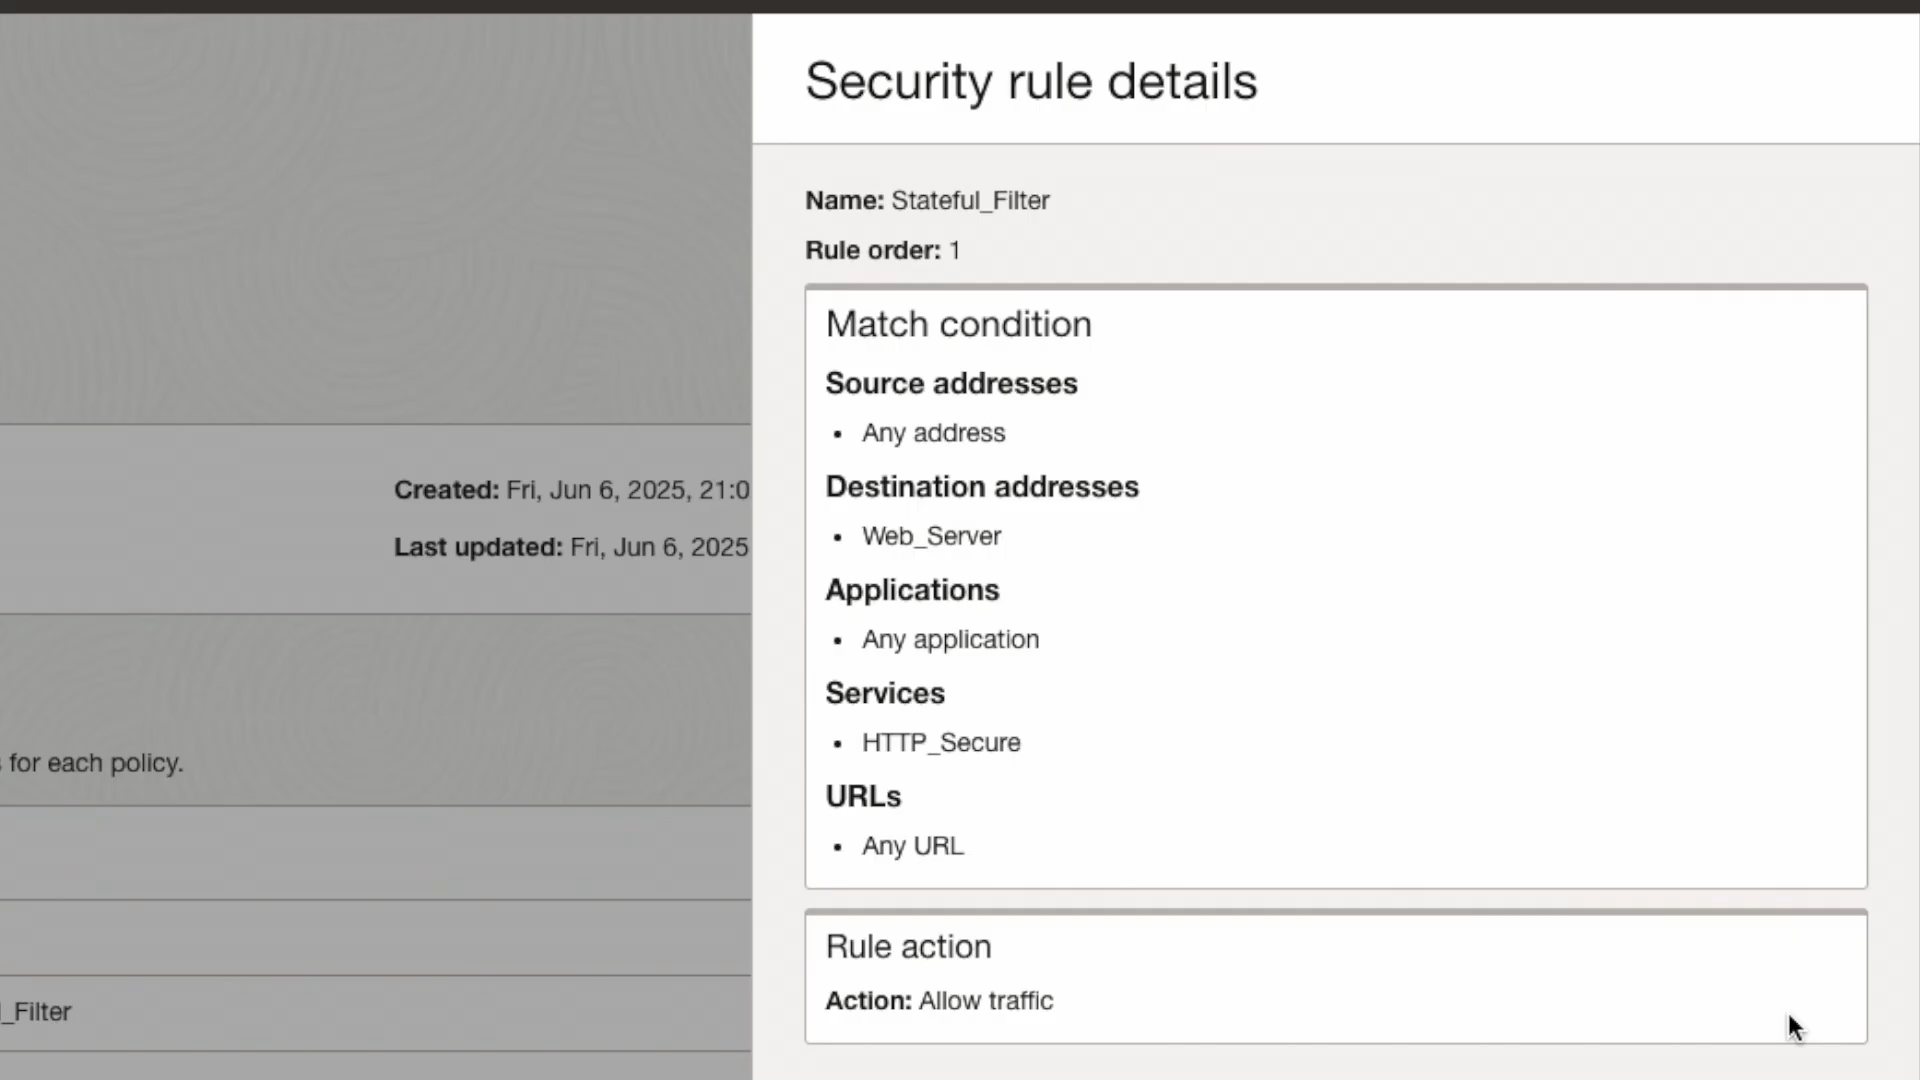 Security rule details
Name: Stateful_Filter
Rule order: 1
Match condition
Source addresses
• Any address
Destination addresses
• Web_Server
Applications
• Any application
Services
• HTTP_Secure
URLs
• Any URL
Rule action
Action: Allow traffic
Created: Fri, Jun 6, 2025, 21:0
Last updated: Fri, Jun 6, 2025
for each policy.
_Filter